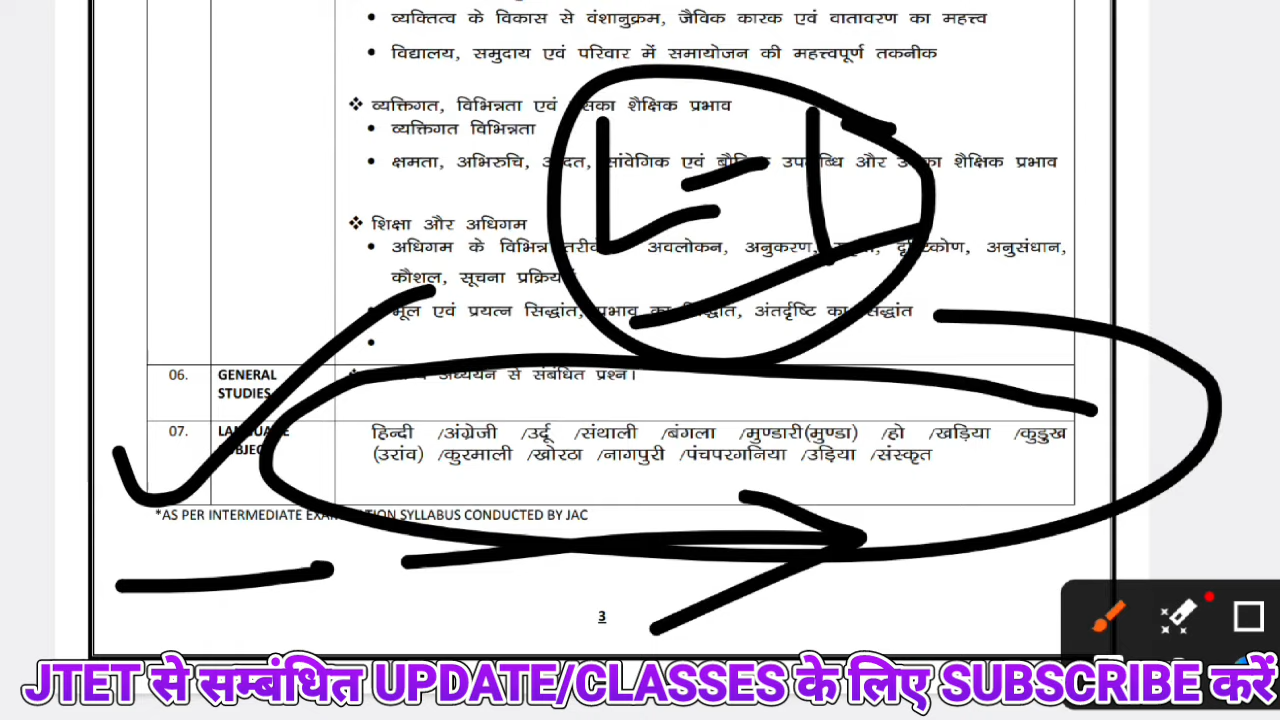 व्यक्तित्व के विकास से वंशानुक्रम, जैविक कारक एवं वातावरण का महत्त्व
विद्यालय, समुदाय एवं परिवार में समायोजन की महत्त्वपूर्ण तकनीक
व्यक्तिगत, विभिन्नता एवं शैक्षिक प्रभाव
व्यक्तिगत विभिन्नता
क्षमता, अभिरुचि, सांवेगिक एवं और शैक्षिक प्रभाव
शिक्षा और अधिगम
अधिगम के विभिन्न अवलोकन, अनुकरण, अनुसंधान,
कौशल, सूचना
एवं प्रयत्न सिद्धांत, प्रभाव का अंतर्दृष्टि का
06. GENERAL STUDIES
अध्ययन से संबंधित प्रश्न।
07.
हिन्दी /अंग्रेजी /उर्दू /संथाली /बंगला /मुण्डारी(मुण्डा) /हो /खड़िया /कुडुख
(उरांव) /कुरमाली /खोरठा /नागपुरी /पंचपरगनिया /उड़िया /संस्कृत
*AS PER INTERMEDIATE EXAMINATION SYLLABUS CONDUCTED BY JAC
3
JTET से सम्बंधित UPDATE/CLASSES के लिए SUBSCRIBE करें